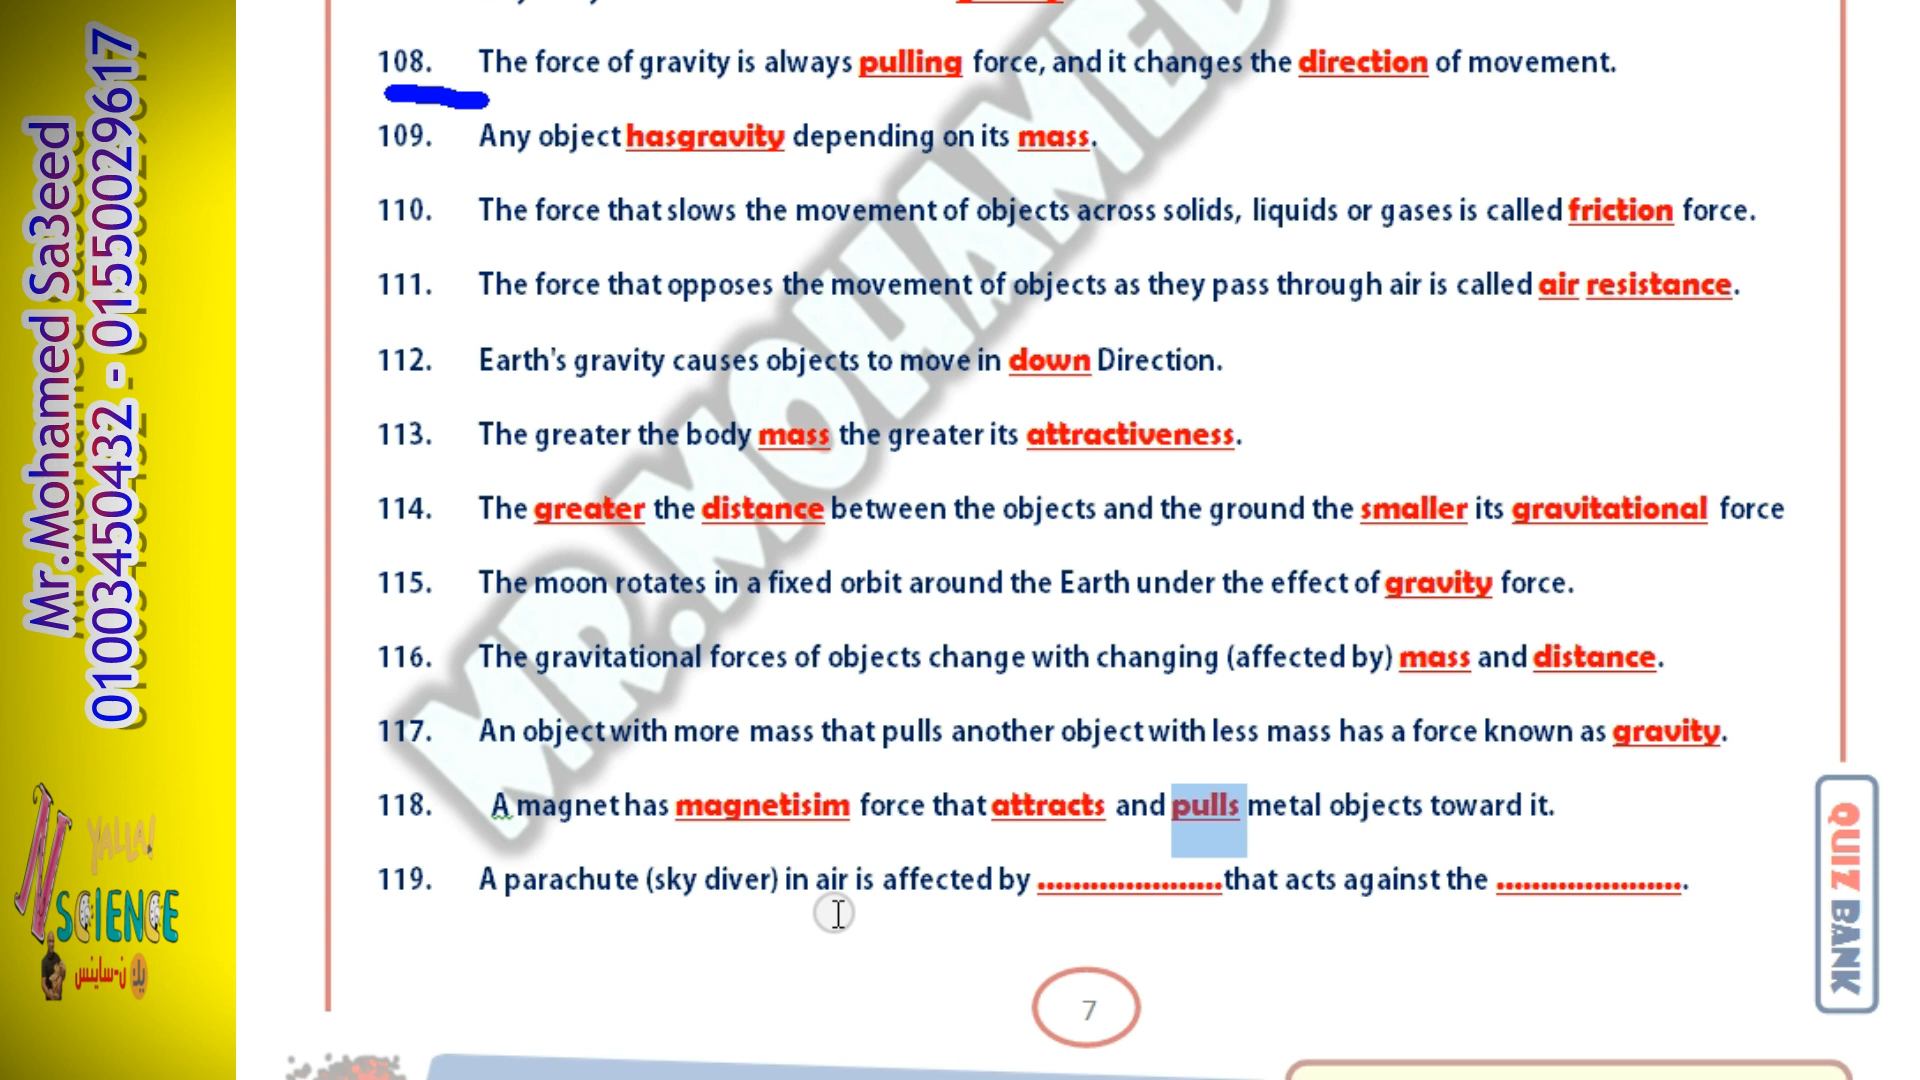 108. The force of gravity is always pulling force, and it changes the direction of movement.
109. Any object hasgravity depending on its mass.
110. The force that slows the movement of objects across solids, liquids or gases is called friction force.
111. The force that opposes the movement of objects as they pass through air is called air resistance.
112. Earth's gravity causes objects to move in down Direction.
113. The greater the body mass the greater its attractiveness.
114. The greater the distance between the objects and the ground the smaller its gravitational force
115. The moon rotates in a fixed orbit around the Earth under the effect of gravity force.
116. The gravitational forces of objects change with changing (affected by) mass and distance.
117. An object with more mass that pulls another object with less mass has a force known as gravity.
118. A magnet has magnetisim force that attracts and pulls metal objects toward it.
119. A parachute (sky diver) in air is affected by .....................that acts against the .....................
7
QUIZ BANK
MR.MOHAMED
Mr.Mohamed Sa3eed
01003450432 - 01550029617
YALLA!
N
SCIENCE
ن-ساينس